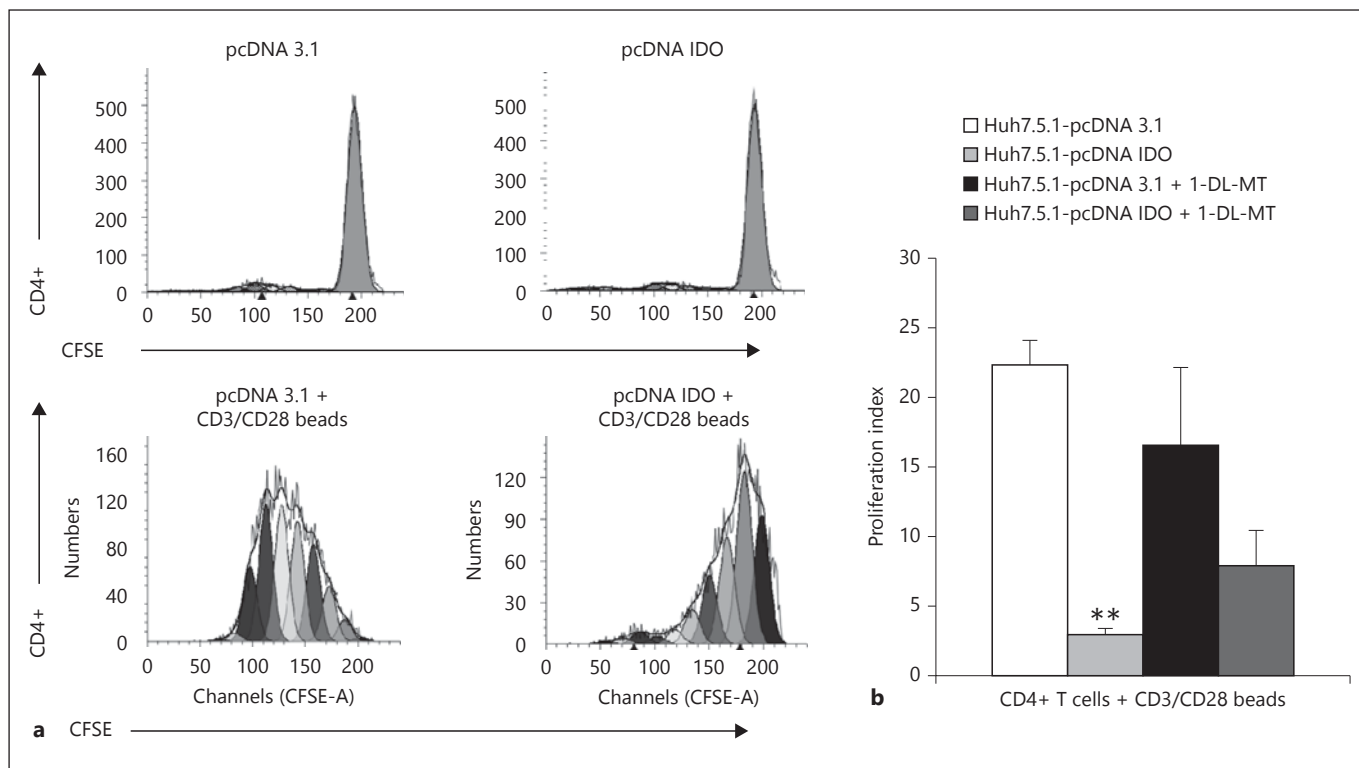 pcDNA 3.1
CD4+
500
400
300
200
100
0
0 50 100 150 200
pcDNA IDO
500
400
300
200
100
0
0 50 100 150 200
CFSE
pcDNA 3.1 +
CD3/CD28 beads
CD4+
Numbers
160
120
80
40
0
0 50 100 150 200
Channels (CFSE-A)
pcDNA IDO +
CD3/CD28 beads
Numbers
120
90
60
30
0
0 50 100 150 200
Channels (CFSE-A)
a CFSE
Huh7.5.1-pcDNA 3.1
Huh7.5.1-pcDNA IDO
Huh7.5.1-pcDNA 3.1 + 1-DL-MT
Huh7.5.1-pcDNA IDO + 1-DL-MT
Proliferation index
30
25
20
15
10
5
0
**
b CD4+ T cells + CD3/CD28 beads